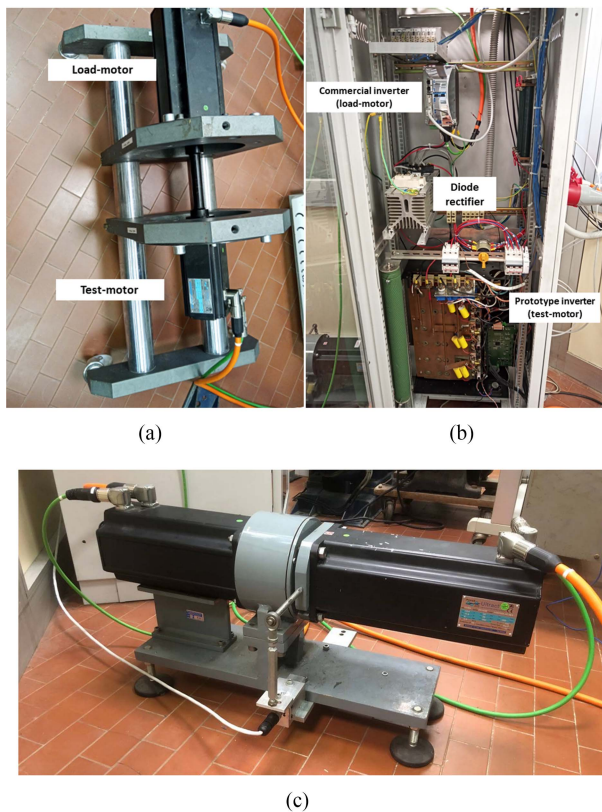 Load-motor
Test-motor
(a)
Commercial inverter
(load-motor)
Diode
rectifier
Prototype inverter
(test-motor)
(b)
(c)